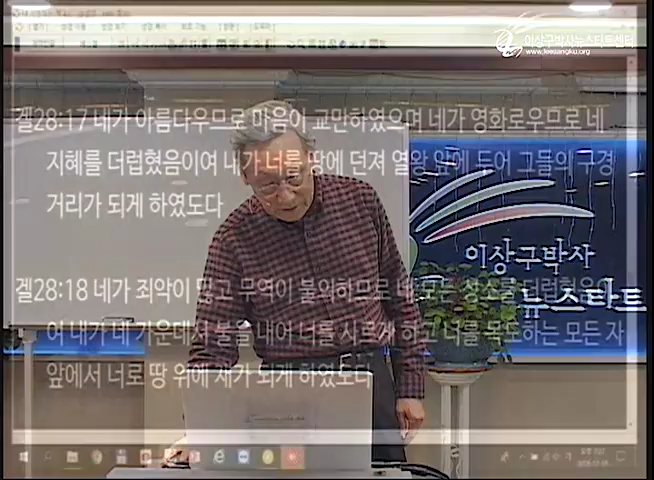 이상구박사뉴스타트센터
www.leesangku.org
겔28:17 네가 아름다우므로 마음이 교만하였으며 네가 영화로우므로 네
지혜를 더럽혔음이여 내가 너를 땅에 던져 열왕 앞에 두어 그들의 구경
거리가 되게 하였도다
이상구박사
뉴스타트
겔28:18 네가 죄악이 많고 무역이 불의하므로 네 모든 성소를 더럽혔음이
여 내가 네 가운데서 불을 내어 너를 사르게 하고 너를 목도하는 모든 자
앞에서 너로 땅 위에 재가 되게 하였도다